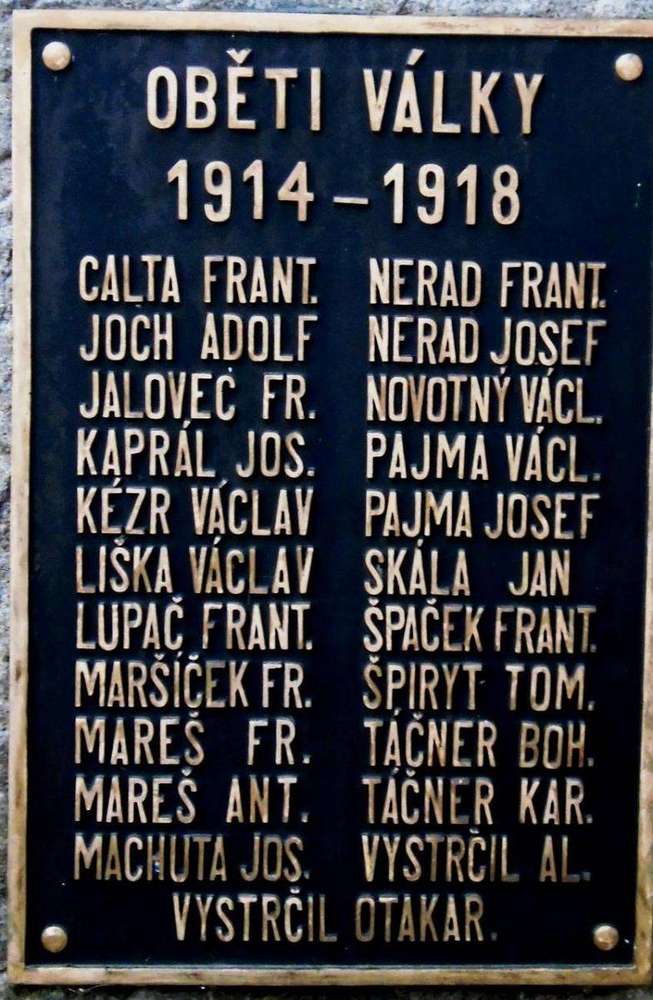 OBĚTI VÁLKY
1914 – 1918
CALTA FRANT.
JOCH ADOLF
JALOVEC FR.
KAPRÁL JOS.
KÉZR VÁCLAV
LIŠKA VÁCLAV
LUPAČ FRANT.
MARŠÍČEK FR.
MAREŠ FR.
MAREŠ ANT.
MACHUTA JOS.
NERAD FRANT.
NERAD JOSEF
NOVOTNÝ VÁCL.
PAJMA VÁCL.
PAJMA JOSEF
SKÁLA JAN
ŠPAČEK FRANT.
ŠPIRYT TOM.
TÁČNER BOH.
TÁČNER KAR.
VYSTRČIL AL.
VYSTRČIL OTAKAR.